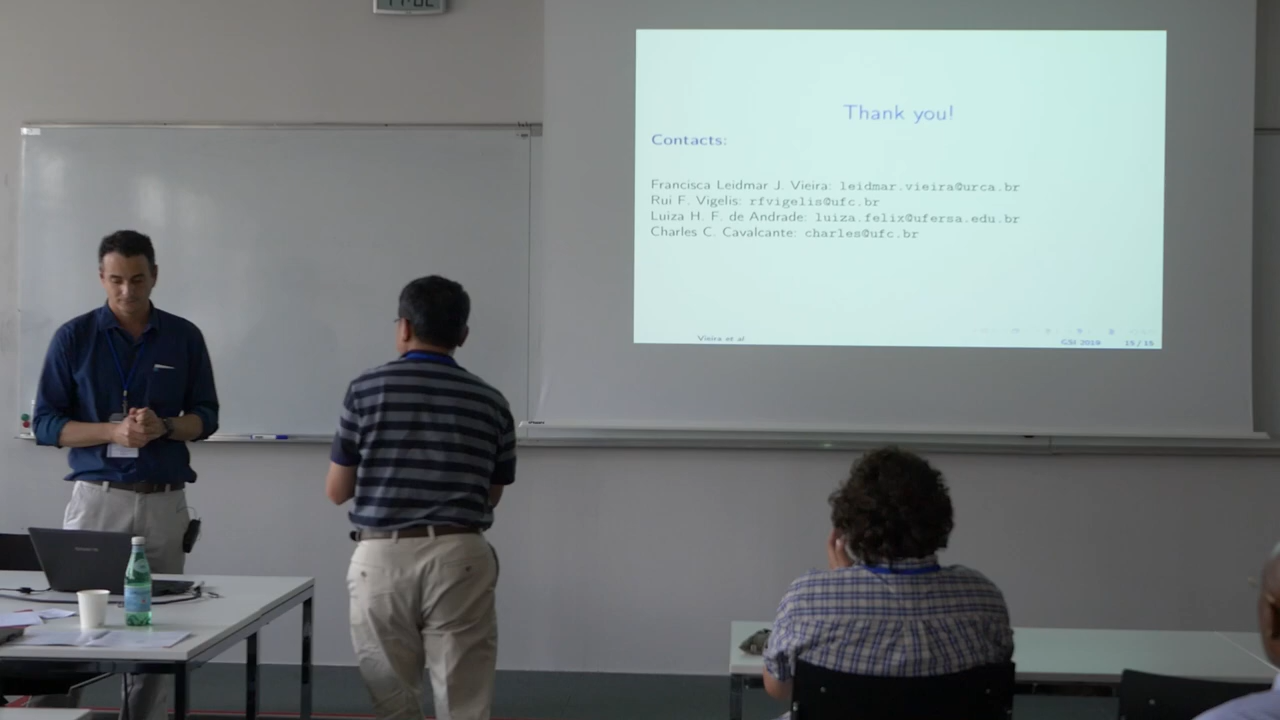 Thank you!
Contacts:
Francisca Leidmar J. Vieira: leidmar.vieira@urca.br
Rui F. Vigelis: rfvigelis@ufc.br
Luiza H. F. de Andrade: luiza.felix@ufersa.edu.br
Charles C. Cavalcante: charles@ufc.br
Vieira et al
GSI 2019 15/15